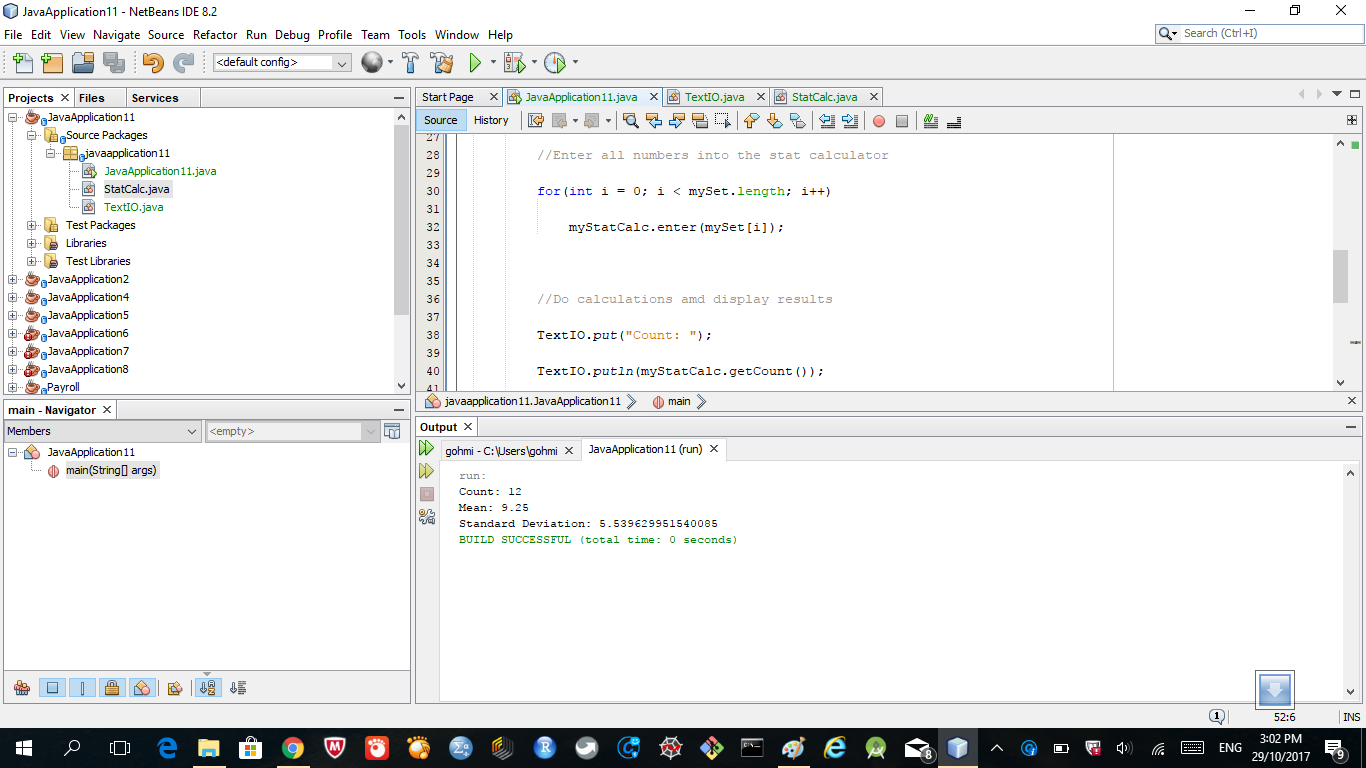 JavaApplication11 - NetBeans IDE 8.2
File Edit View Navigate Source Refactor Run Debug Profile Team Tools Window Help
Search (Ctrl+I)
<default config>
Projects Files Services
JavaApplication11
Source Packages
javaapplication11
JavaApplication11.java
StatCalc.java
TextIO.java
Test Packages
Libraries
Test Libraries
JavaApplication2
JavaApplication4
JavaApplication5
JavaApplication6
JavaApplication7
JavaApplication8
Payroll
main - Navigator
Members
<empty>
JavaApplication11
main(String[] args)
Start Page JavaApplication11.java TextIO.java StatCalc.java
Source History
27
28 //Enter all numbers into the stat calculator
29
30 for(int i = 0; i < mySet.length; i++)
31
32 myStatCalc.enter(mySet[i]);
33
34
35
36 //Do calculations amd display results
37
38 TextIO.put("Count: ");
39
40 TextIO.putln(myStatCalc.getCount());
41
javaapplication11.JavaApplication11 main
Output
gohmi - C:\Users\gohmi JavaApplication11 (run)
run:
Count: 12
Mean: 9.25
Standard Deviation: 5.539629951540085
BUILD SUCCESSFUL (total time: 0 seconds)
1 52:6 INS
8
ENG
3:02 PM
29/10/2017
9